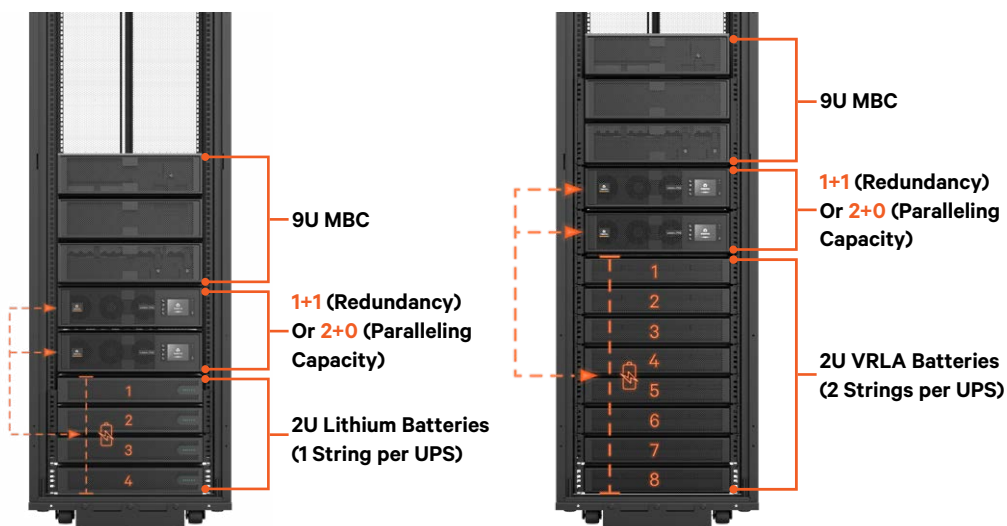 9U MBC
1+1 (Redundancy)
Or 2+0 (Paralleling
Capacity)
1
2
3
4
2U Lithium Batteries
(1 String per UPS)
9U MBC
1+1 (Redundancy)
Or 2+0 (Paralleling
Capacity)
1
2
3
4
5
6
7
8
2U VRLA Batteries
(2 Strings per UPS)